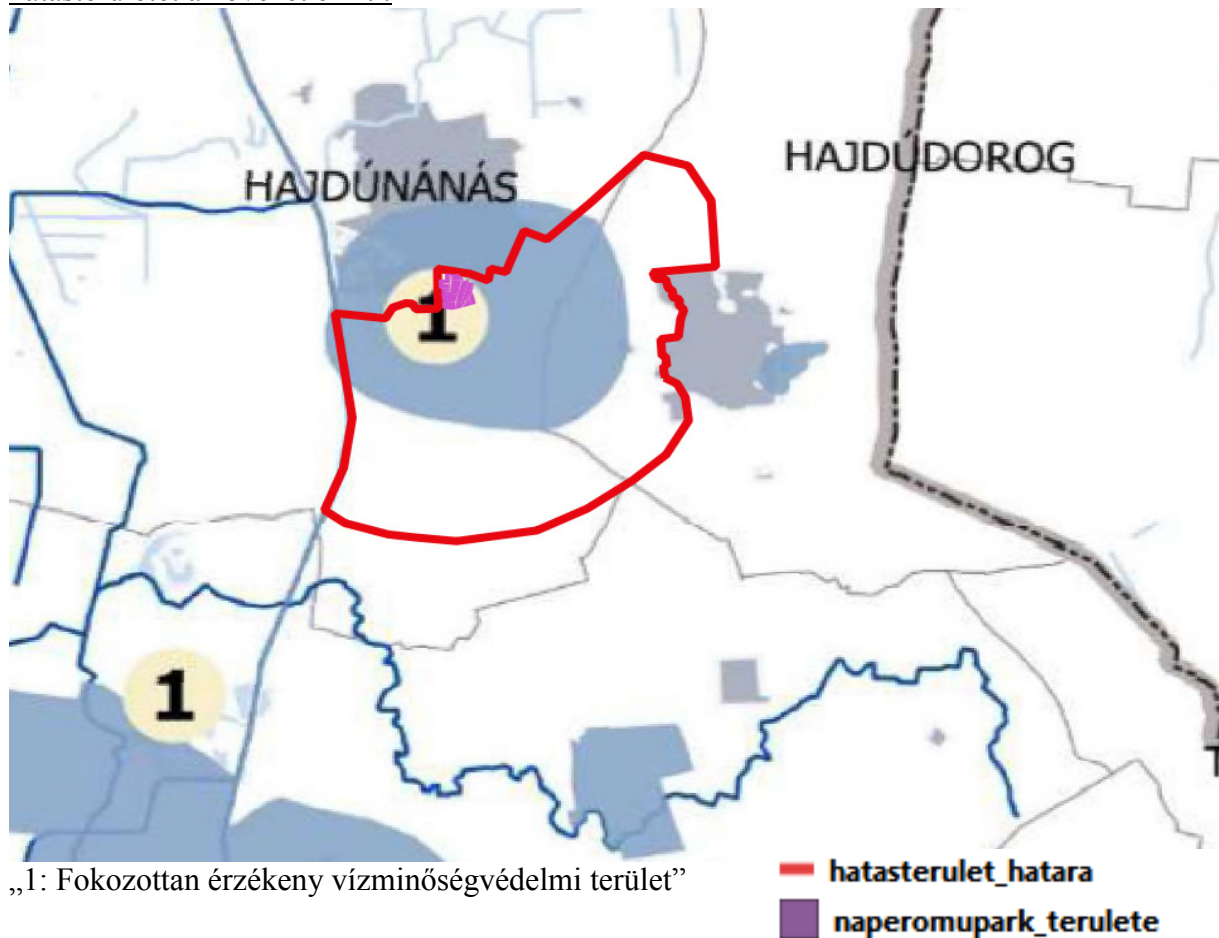 HAJDÚNÁNÁS
HAJDÚDOROG
1
1
T
„1: Fokozottan érzékeny vízminőségvédelmi terület”
hatasterulet_hatara
naperomupark_terulete